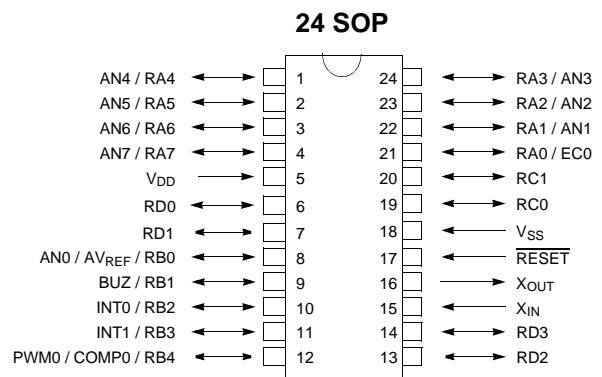 24 SOP
AN4 / RA4 1 24 RA3 / AN3
AN5 / RA5 2 23 RA2 / AN2
AN6 / RA6 3 22 RA1 / AN1
AN7 / RA7 4 21 RA0 / EC0
VDD 5 20 RC1
RD0 6 19 RC0
RD1 7 18 VSS
AN0 / AVREF / RB0 8 17 RESET
BUZ / RB1 9 16 XOUT
INT0 / RB2 10 15 XIN
INT1 / RB3 11 14 RD3
PWM0 / COMP0 / RB4 12 13 RD2